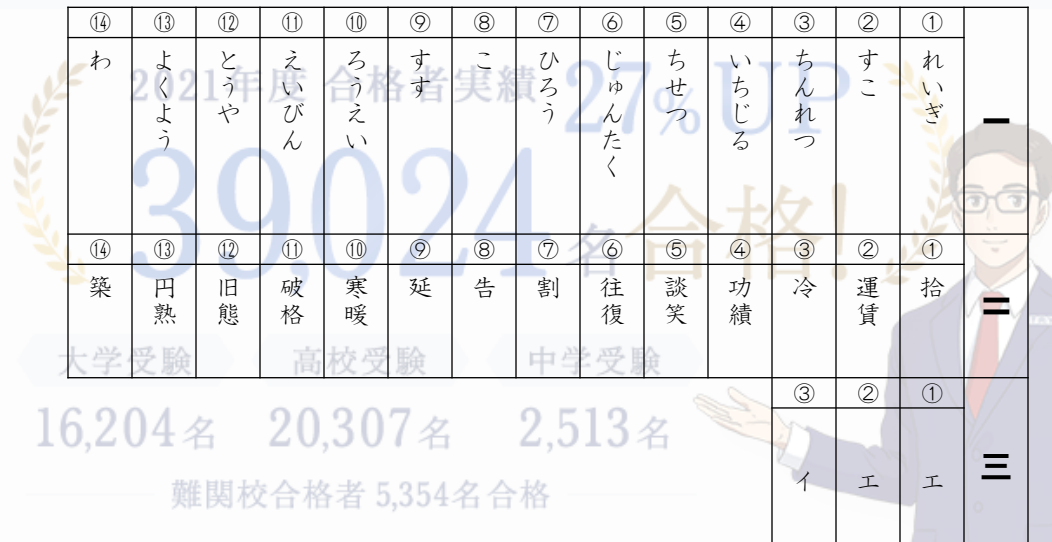 一
① れいぎ
② すこ
③ ちんれつ
④ いちじる
⑤ ちせつ
⑥ じゅんたく
⑦ ひろう
⑧ こ
⑨ すす
⑩ ろうえい
⑪ えいびん
⑫ とうや
⑬ よくよう
⑭ わ
二
① 拾
② 運賃
③ 冷
④ 功績
⑤ 談笑
⑥ 往復
⑦ 割
⑧ 告
⑨ 延
⑩ 寒暖
⑪ 破格
⑫ 旧態
⑬ 円熟
⑭ 築
三
① エ
② エ
③ イ
2021年度 合格者実績 27%UP
39,024名合格!
大学受験 高校受験 中学受験
16,204名 20,307名 2,513名
難関校合格者 5,354名合格